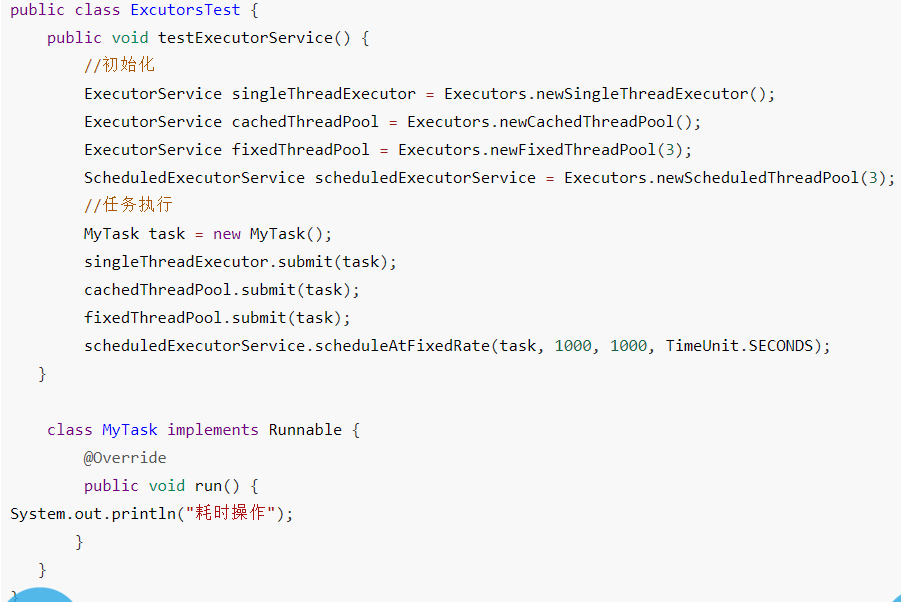 public class ExcutorsTest {
public void testExecutorService() {
//初始化
ExecutorService singleThreadExecutor = Executors.newSingleThreadExecutor();
ExecutorService cachedThreadPool = Executors.newCachedThreadPool();
ExecutorService fixedThreadPool = Executors.newFixedThreadPool(3);
ScheduledExecutorService scheduledExecutorService = Executors.newScheduledThreadPool(3);
//任务执行
MyTask task = new MyTask();
singleThreadExecutor.submit(task);
cachedThreadPool.submit(task);
fixedThreadPool.submit(task);
scheduledExecutorService.scheduleAtFixedRate(task, 1000, 1000, TimeUnit.SECONDS);
}
class MyTask implements Runnable {
@Override
public void run() {
System.out.println("耗时操作");
}
}
}